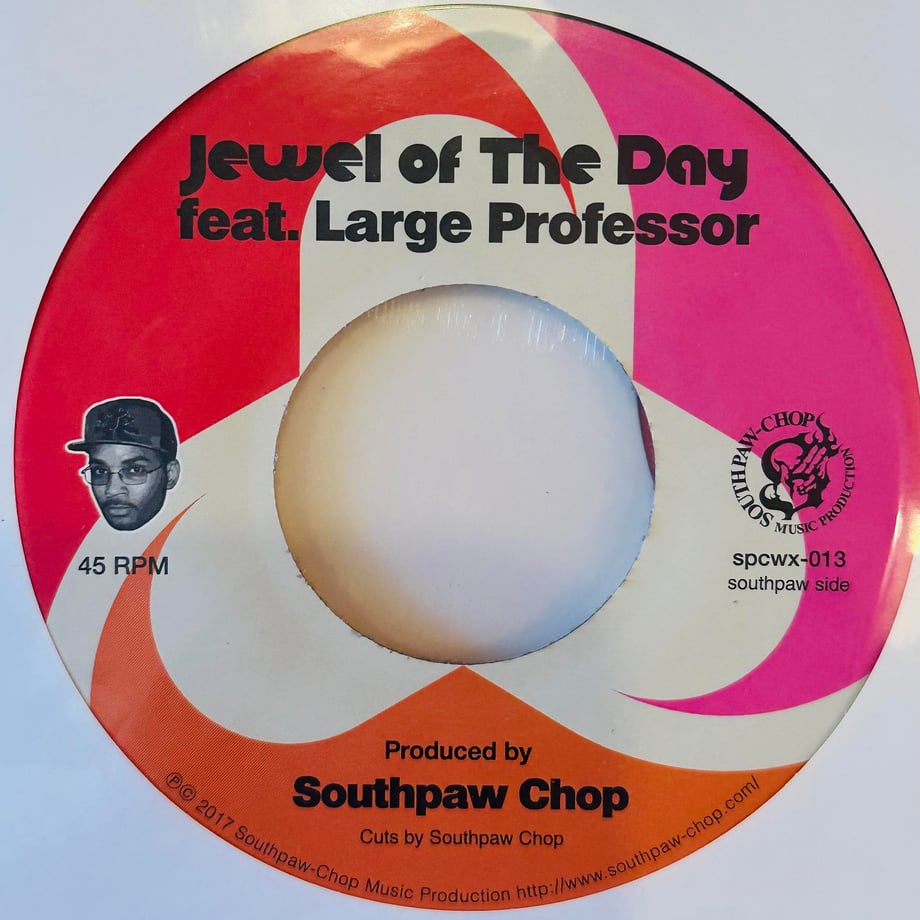 Jewel of The Day
feat. Large Professor
45 RPM
SOUTHPAW-CHOP
MUSIC PRODUCTION
spcwx-013
southpaw side
Produced by
Southpaw Chop
Cuts by Southpaw Chop
℗© 2017 Southpaw-Chop Music Production http://www.southpaw-chop.com/